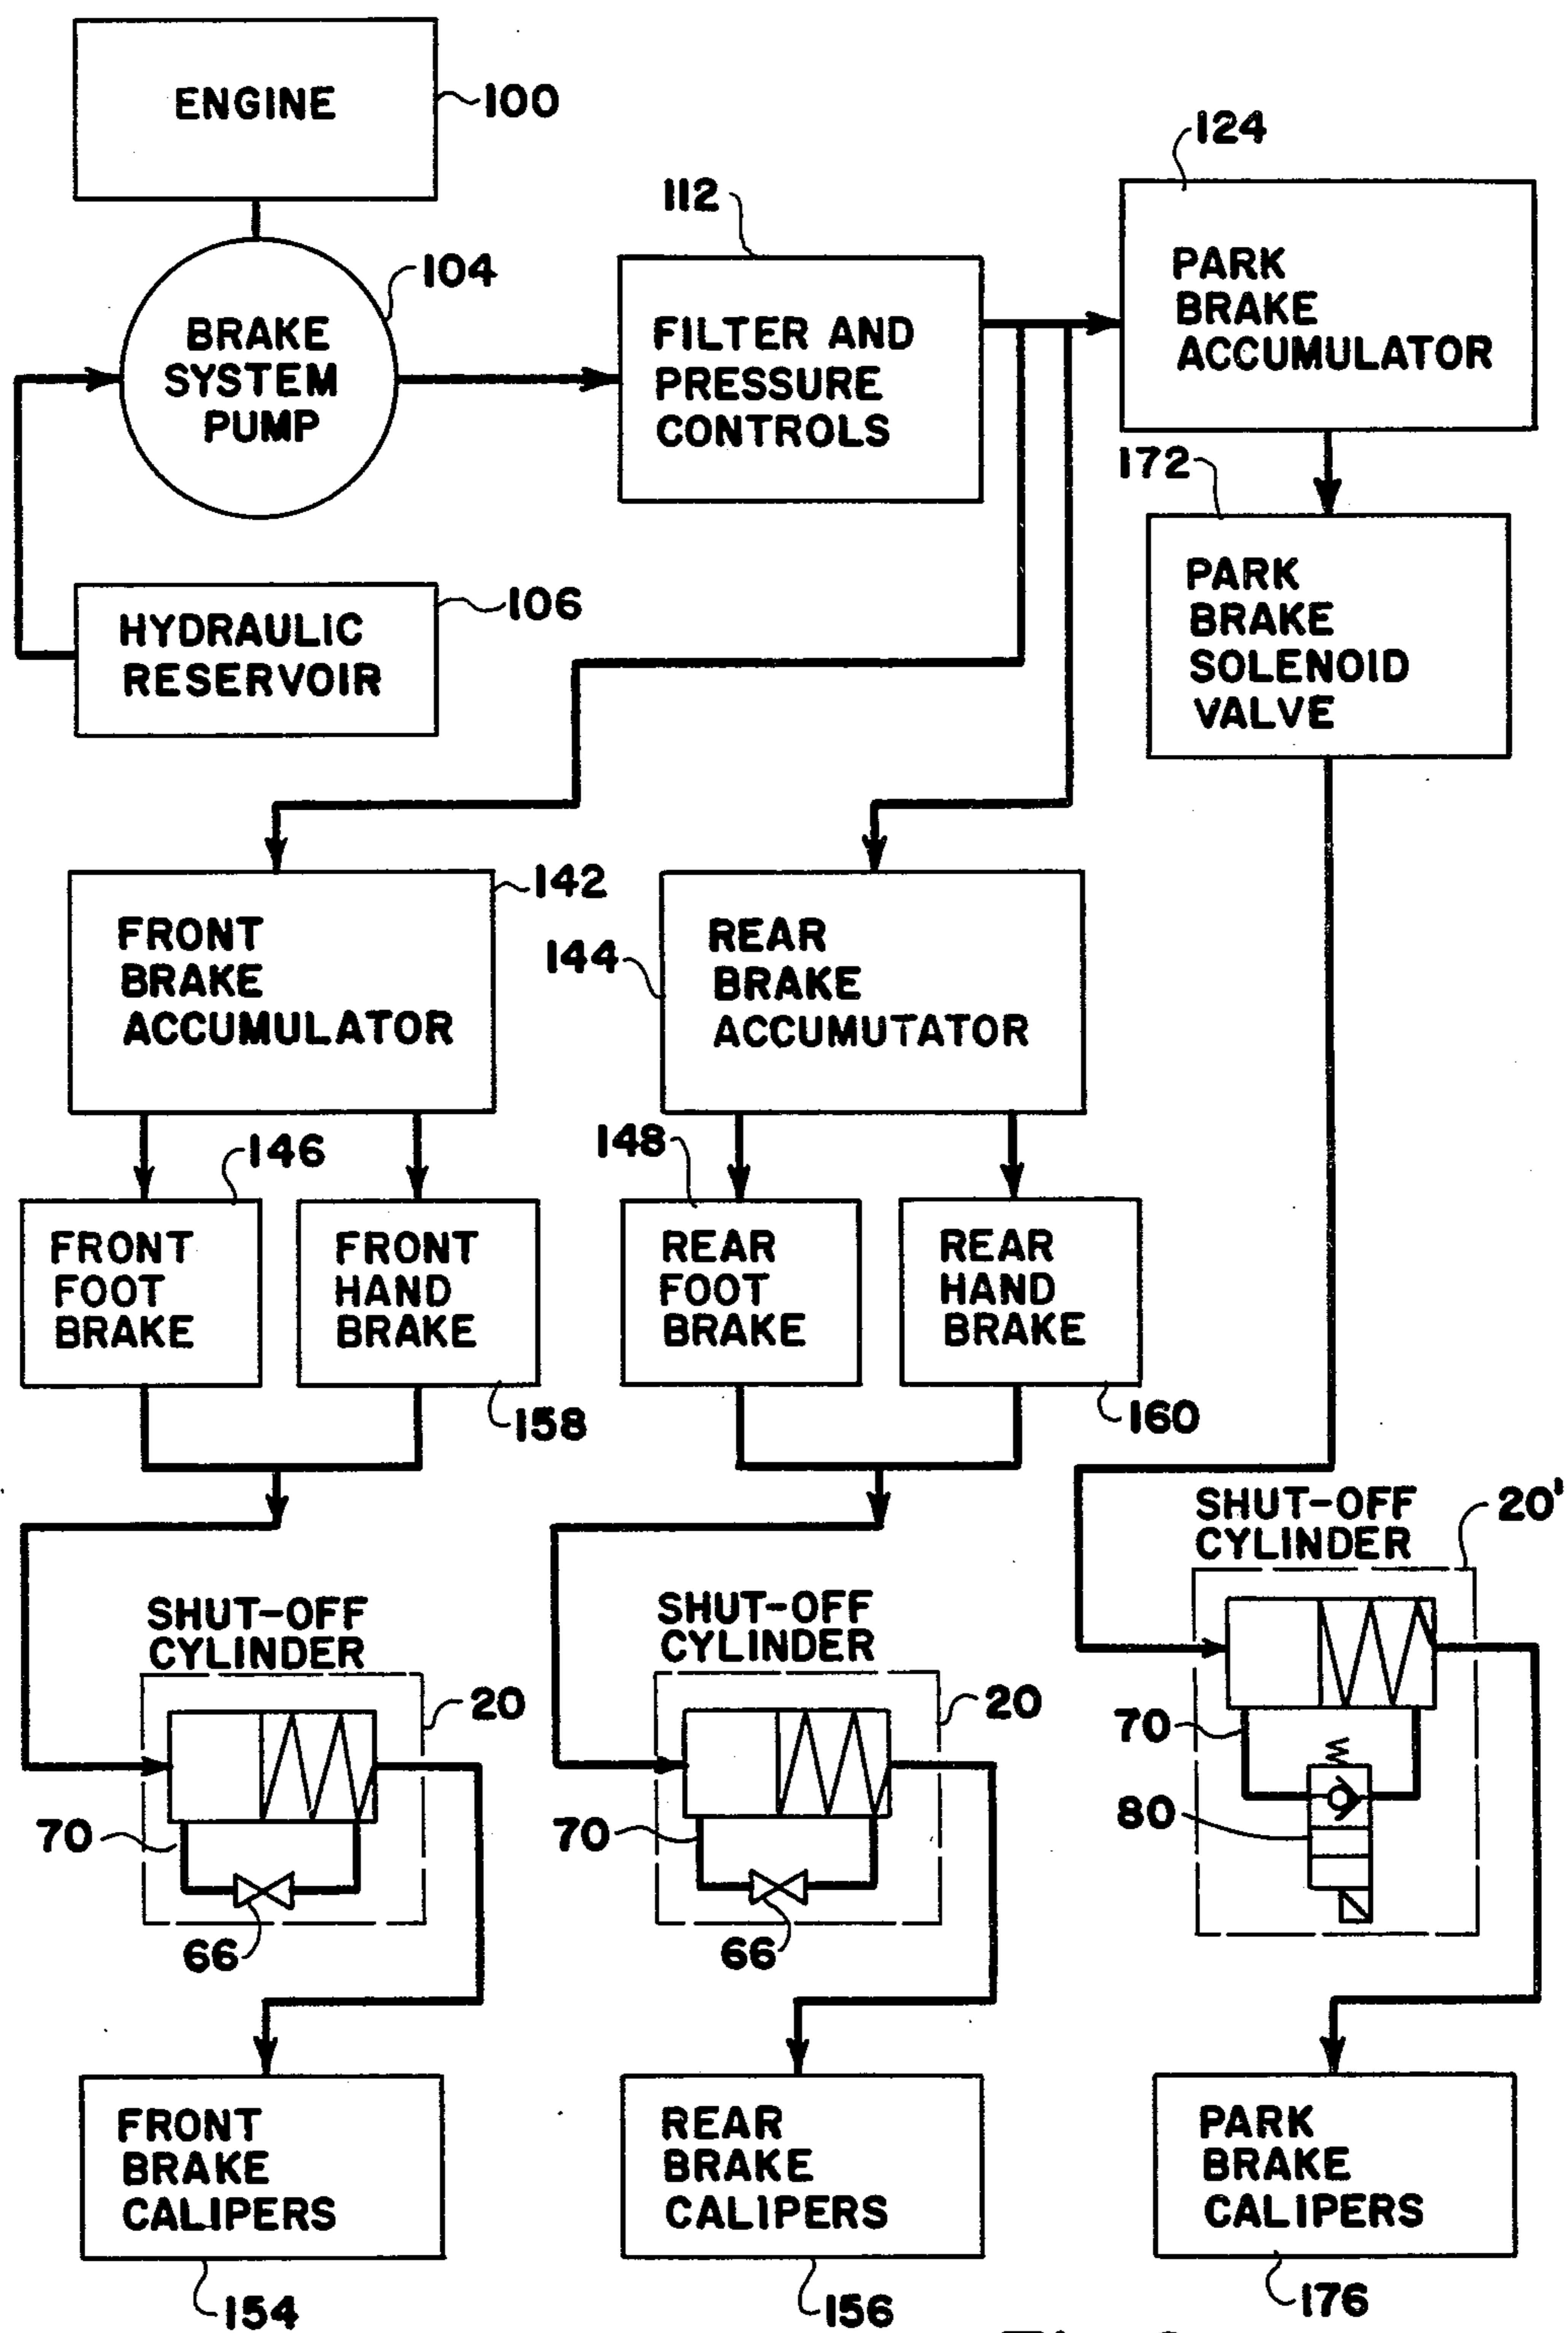 ENGINE
100
124
112
104
PARK
BRAKE
ACCUMULATOR
BRAKE
SYSTEM
PUMP
FILTER AND
PRESSURE
CONTROLS
172
106
HYDRAULIC
RESERVOIR
PARK
BRAKE
SOLENOID
VALVE
142
FRONT
BRAKE
ACCUMULATOR
144
REAR
BRAKE
ACCUMUTATOR
146
148
FRONT
FOOT
BRAKE
FRONT
HAND
BRAKE
REAR
FOOT
BRAKE
REAR
HAND
BRAKE
158
160
SHUT-OFF
CYLINDER
20'
SHUT-OFF
CYLINDER
SHUT-OFF
CYLINDER
20
20
70
70
70
80
66
66
FRONT
BRAKE
CALIPERS
REAR
BRAKE
CALIPERS
PARK
BRAKE
CALIPERS
154
156
176